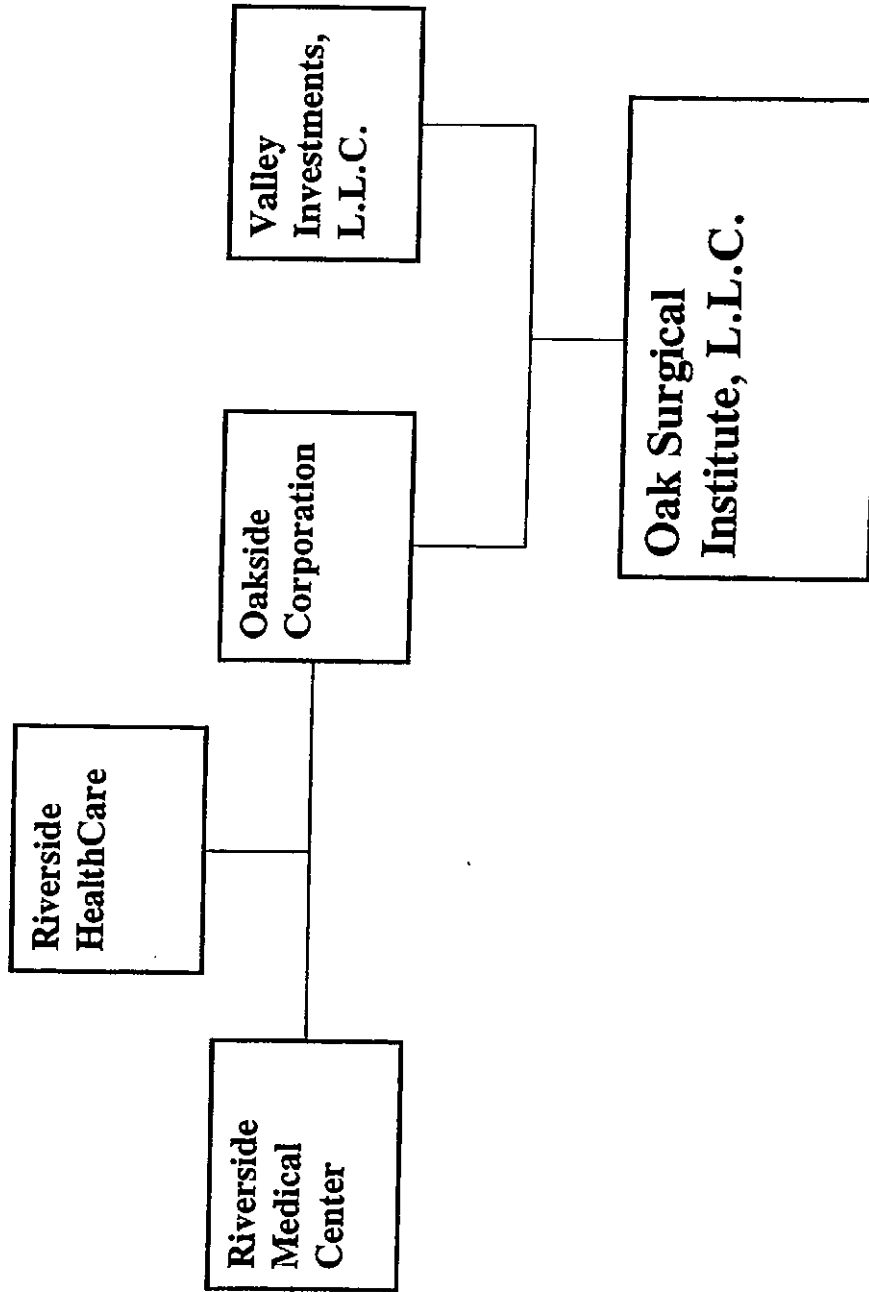 Riverside
HealthCare
Riverside
Medical
Center
Oakside
Corporation
Valley
Investments,
L.L.C.
Oak Surgical
Institute, L.L.C.